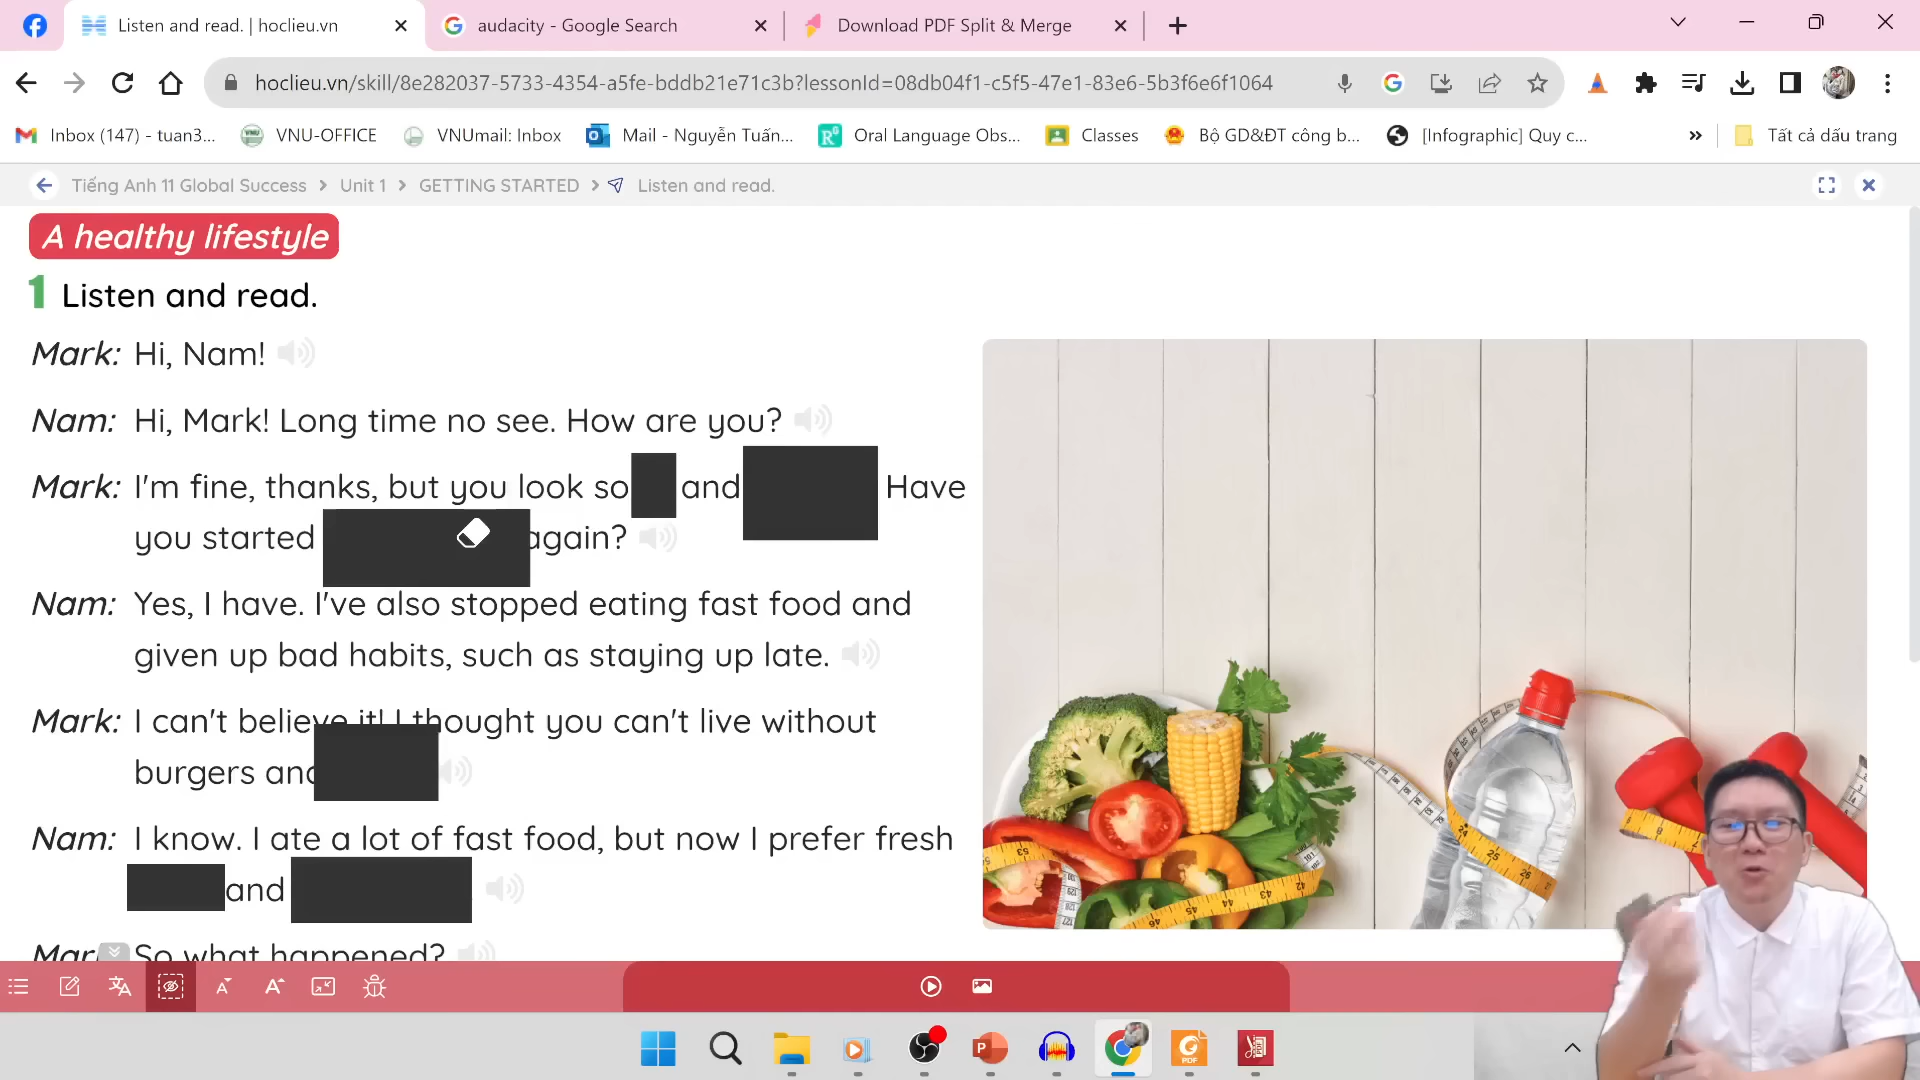 Listen and read. | hoclieu.vn
audacity - Google Search
Download PDF Split & Merge
hoclieu.vn/skill/8e282037-5733-4354-a5fe-bddb21e71c3b?lessonId=08db04f1-c5f5-47e1-83e6-5b3f6e6f1064
Inbox (147) - tuan3...
VNU-OFFICE
VNUmail: Inbox
Mail - Nguyễn Tuấn...
Oral Language Obs...
Classes
Bộ GD&ĐT công b...
[Infographic] Quy c...
Tất cả dấu trang
Tiếng Anh 11 Global Success > Unit 1 > GETTING STARTED > Listen and read.
A healthy lifestyle
1 Listen and read.
Mark: Hi, Nam!
Nam: Hi, Mark! Long time no see. How are you?
Mark: I'm fine, thanks, but you look so and Have
you started again?
Nam: Yes, I have. I've also stopped eating fast food and
given up bad habits, such as staying up late.
Mark: I can't believe it! I thought you can't live without
burgers and
Nam: I know. I ate a lot of fast food, but now I prefer fresh
and
Mar So what happened?